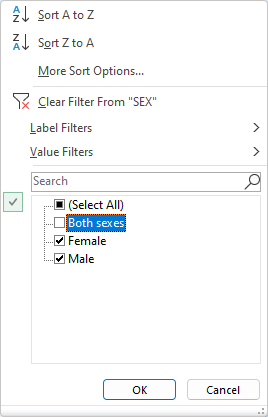 Sort A to Z
Sort Z to A
More Sort Options...
Clear Filter From "SEX"
Label Filters
Value Filters
Search
(Select All)
Both sexes
Female
Male
OK
Cancel